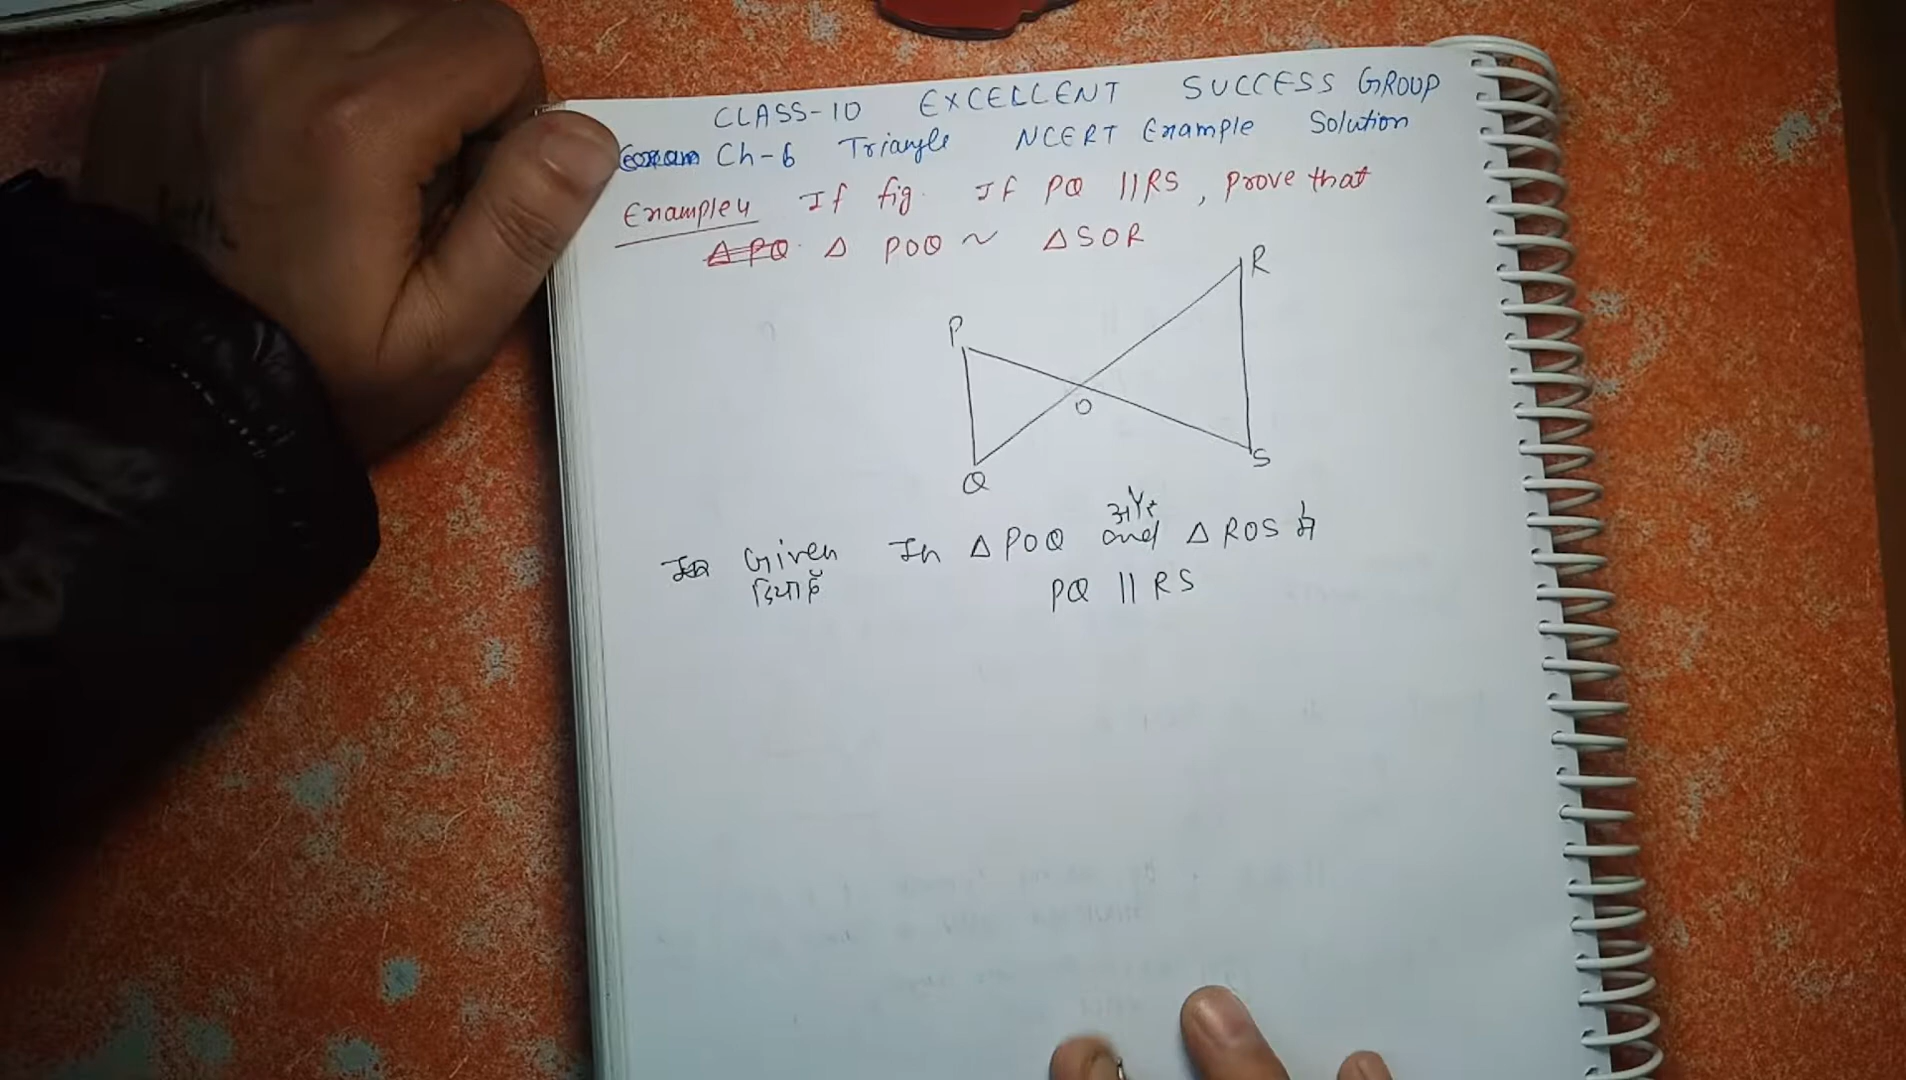 CLASS-10 EXCELLENT SUCCESS GROUP
Ch-6 Triangle NCERT Example Solution
Example 4 If fig. If PQ || RS, prove that
△PQ. △ POQ ~ △SOR
P
R
O
Q
S
और
Given In △POQ and △ROS में
दिया है PQ || RS